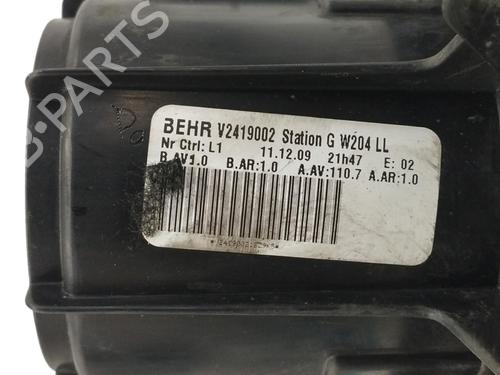 BEHR V2419002 Station G W204 LL
Nr Ctrl: L1 11.12.09 21h47 E: 02
B.AV:1.0 B.AR:1.0 A.AV:110.7 A.AR:1.0
B-PARTS